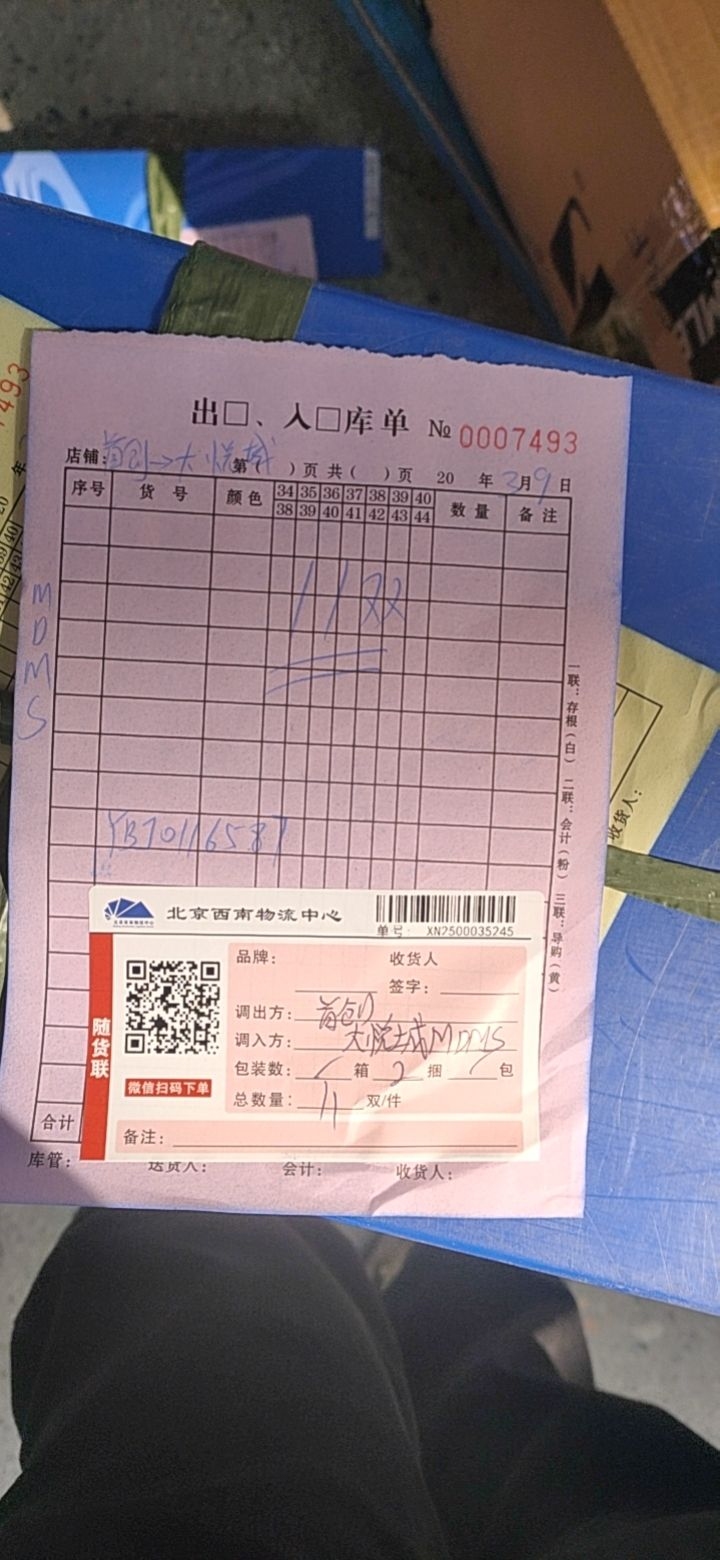 出□、入□库单 № 0007493
店铺：首创→大悦城 第（ ）页 共（ ）页 20 年 3月9日
序号 货号 颜色 34 35 36 37 38 39 40 数量 备注
38 39 40 41 42 43 44
11双
MDMS
YB70116587
一联：存根（白） 二联：会计（粉） 三联：导购（黄）
北京西南物流中心
单号: XN2500035245
随货联
微信扫码下单
品牌： 收货人
签字：
调出方：首创
调入方：大悦城MDMS
包装数： 箱 2 捆 包
总数量：11 双/件
备注：
合计
库管： 送货人： 会计： 收货人：
收货人：